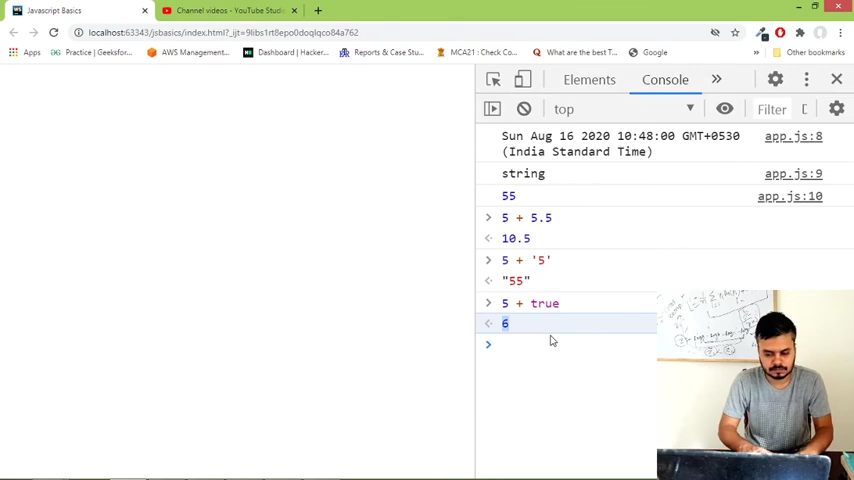 Javascript Basics
Channel videos - YouTube Studio
localhost:63343/jsbasics/index.html?_ijt=9libs1rt8epo0doqlqco84a762
Apps Practice | Geeksfor... AWS Management... Dashboard | Hacker... Reports & Case Stu... MCA21 : Check Co... What are the best T... Google Other bookmarks
Elements Console »
top Filter
Sun Aug 16 2020 10:48:00 GMT+0530 app.js:8
(India Standard Time)
string app.js:9
55 app.js:10
> 5 + 5.5
10.5
> 5 + '5'
"55"
> 5 + true
6
>